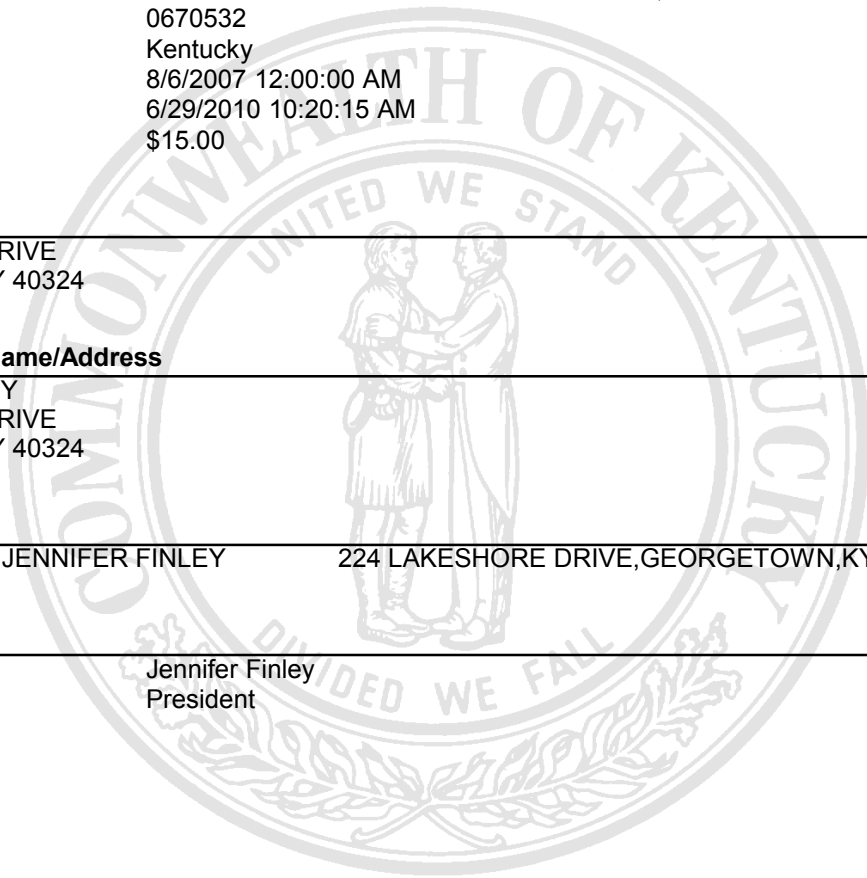 0670532
Kentucky
8/6/2007 12:00:00 AM
6/29/2010 10:20:15 AM
$15.00
COMMONWEALTH OF KENTUCKY
UNITED WE STAND
RIVE
Y 40324
ame/Address
Y
RIVE
Y 40324
JENNIFER FINLEY 224 LAKESHORE DRIVE,GEORGETOWN,KY
DIVIDED WE FALL
Jennifer Finley
President